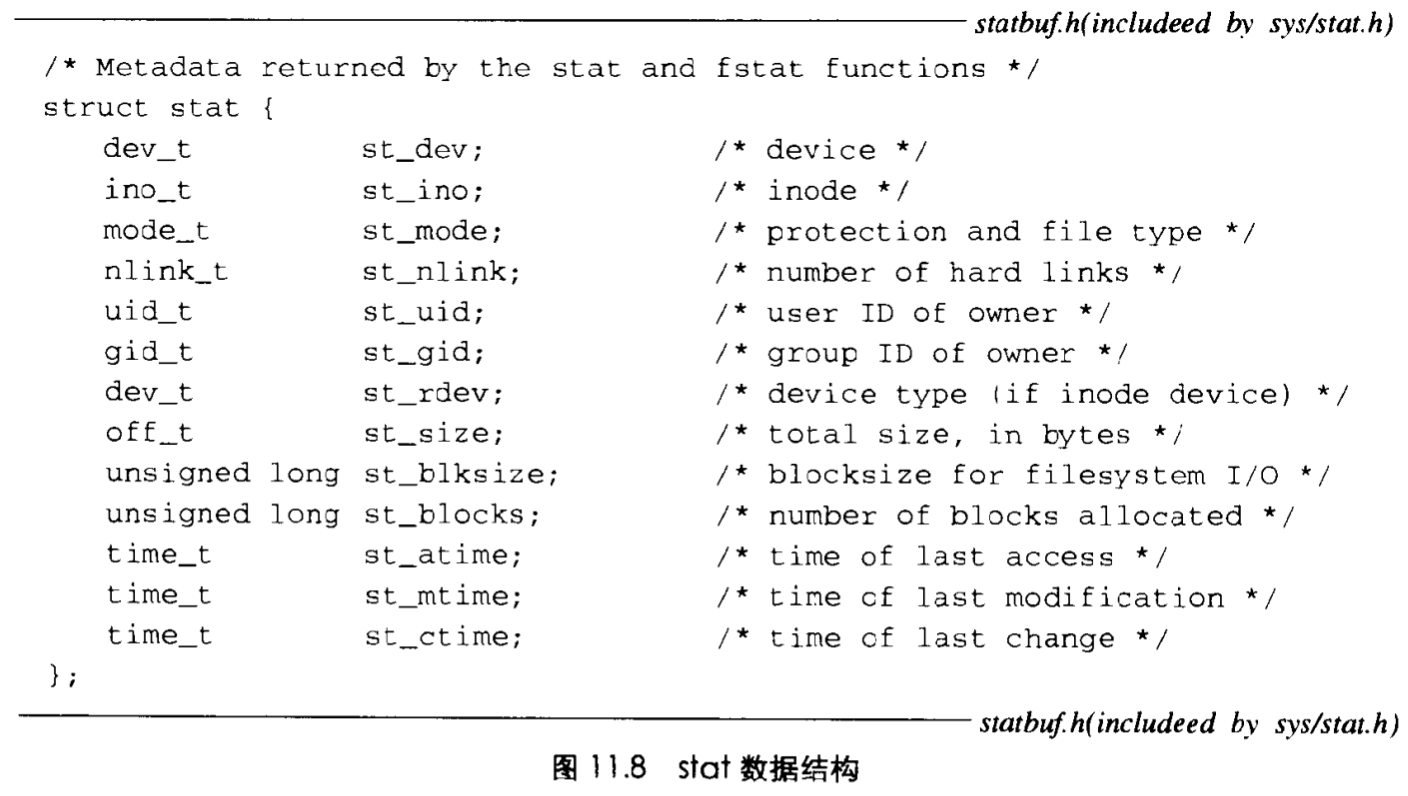 statbuf.h(includeed by sys/stat.h)
/* Metadata returned by the stat and fstat functions */
struct stat {
dev_t st_dev; /* device */
ino_t st_ino; /* inode */
mode_t st_mode; /* protection and file type */
nlink_t st_nlink; /* number of hard links */
uid_t st_uid; /* user ID of owner */
gid_t st_gid; /* group ID of owner */
dev_t st_rdev; /* device type (if inode device) */
off_t st_size; /* total size, in bytes */
unsigned long st_blksize; /* blocksize for filesystem I/O */
unsigned long st_blocks; /* number of blocks allocated */
time_t st_atime; /* time of last access */
time_t st_mtime; /* time of last modification */
time_t st_ctime; /* time of last change */
};
statbuf.h(includeed by sys/stat.h)
图 11.8 stat 数据结构